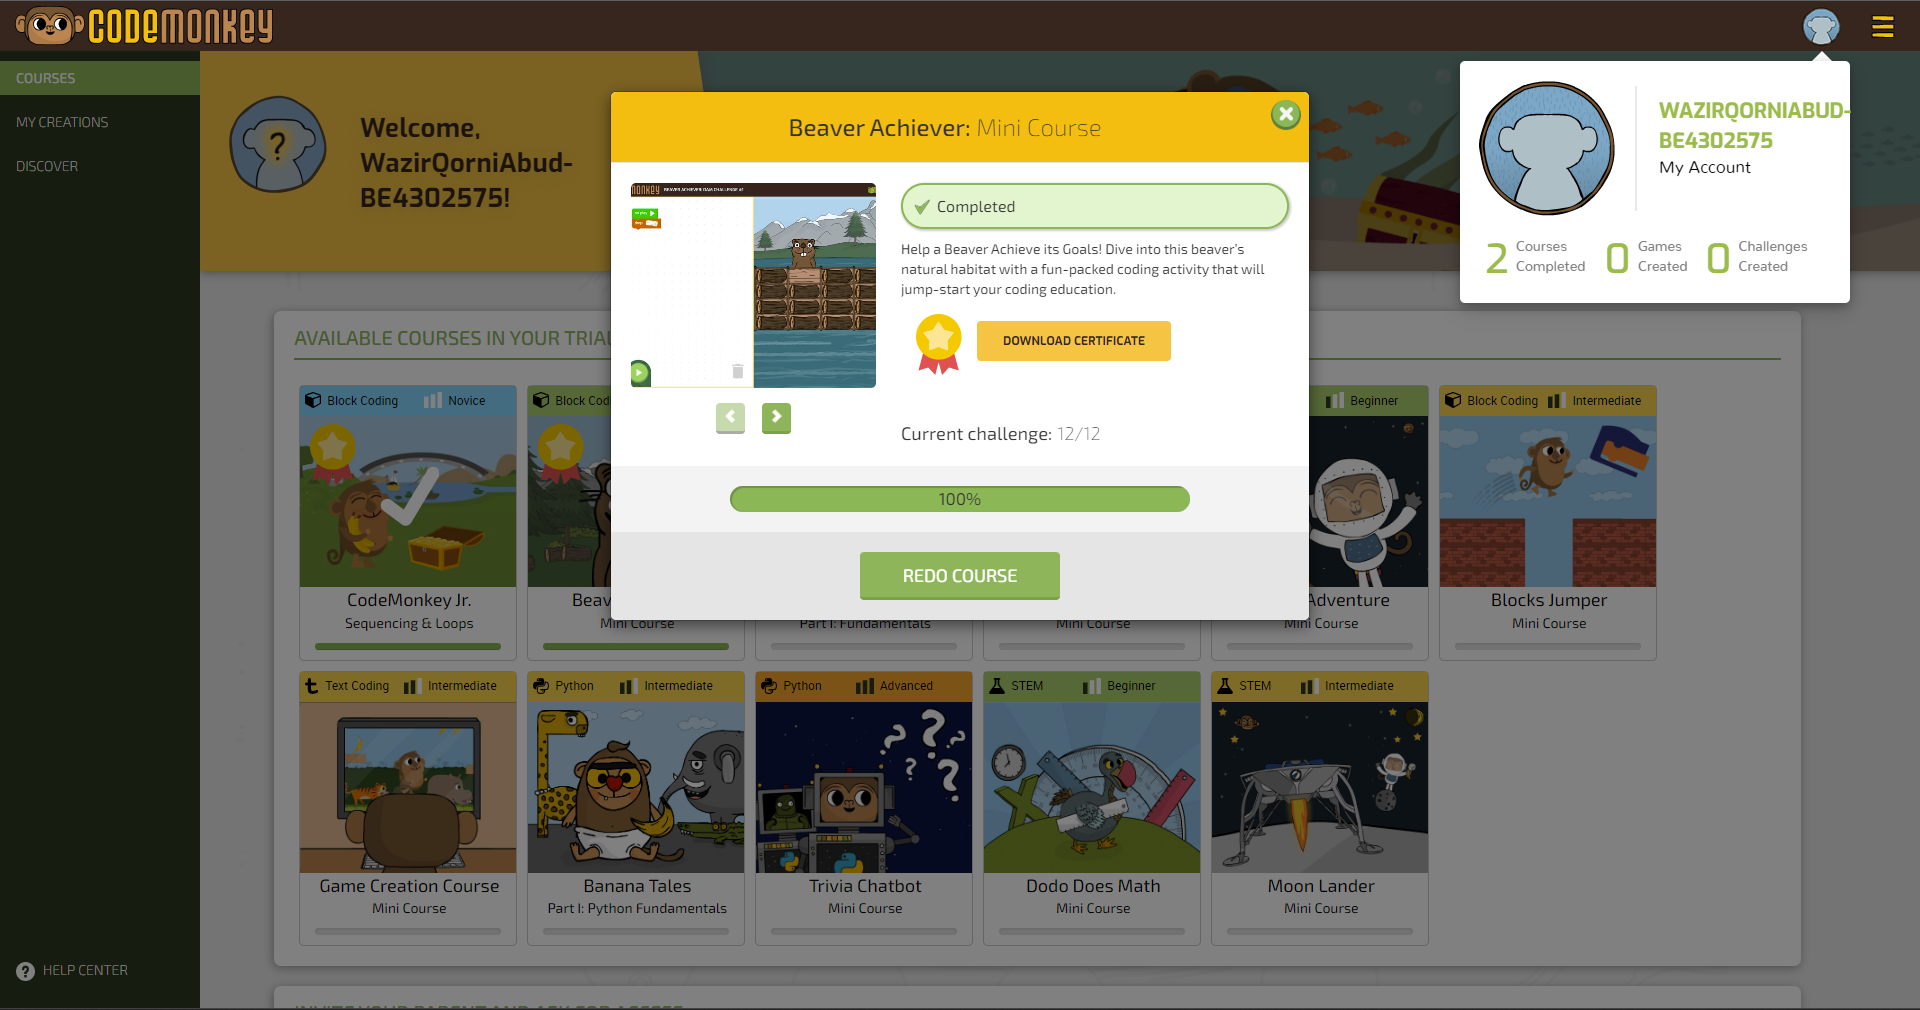 CODEMONKEY
COURSES
MY CREATIONS
DISCOVER
HELP CENTER
Welcome,
WazirQorniAbud-
BE4302575!
WAZIRQORNIABUD-
BE4302575
My Account
2 Courses Completed
0 Games Created
0 Challenges Created
Beaver Achiever: Mini Course
Completed
Help a Beaver Achieve its Goals! Dive into this beaver's
natural habitat with a fun-packed coding activity that will
jump-start your coding education.
DOWNLOAD CERTIFICATE
Current challenge: 12/12
100%
REDO COURSE
AVAILABLE COURSES IN YOUR TRIA
Block Coding Novice
CodeMonkey Jr.
Sequencing & Loops
Block Cod
Beav
Mini Course
Part I: Fundamentals
Mini Course
Beginner
Adventure
Mini Course
Block Coding Intermediate
Blocks Jumper
Mini Course
Text Coding Intermediate
Game Creation Course
Mini Course
Python Intermediate
Banana Tales
Part I: Python Fundamentals
Python Advanced
Trivia Chatbot
Mini Course
STEM Beginner
Dodo Does Math
Mini Course
STEM Intermediate
Moon Lander
Mini Course